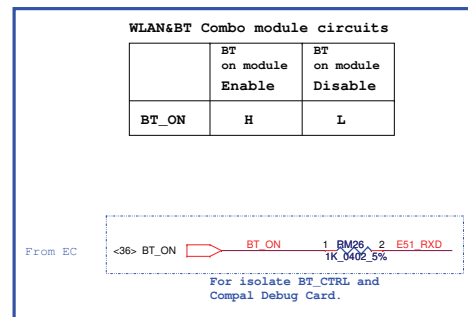 WLAN&BT Combo module circuits
BT on module Enable
BT on module Disable
BT_ON H L
From EC
<36> BT_ON
BT_ON
1 RM26 2
1K_0402_5%
E51_RXD
For isolate BT_CTRL and
Compal Debug Card.